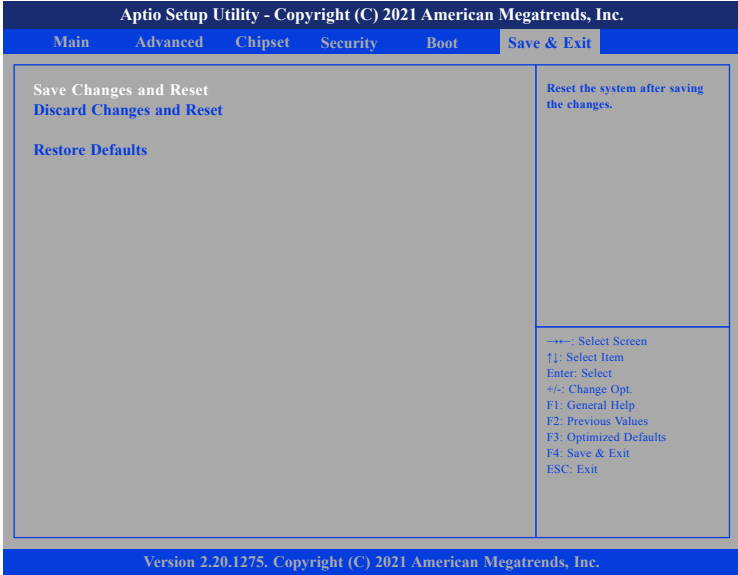 Aptio Setup Utility - Copyright (C) 2021 American Megatrends, Inc.
Main Advanced Chipset Security Boot Save & Exit
Save Changes and Reset
Discard Changes and Reset
Restore Defaults
Reset the system after saving
the changes.
→←: Select Screen
↑↓: Select Item
Enter: Select
+/-: Change Opt.
F1: General Help
F2: Previous Values
F3: Optimized Defaults
F4: Save & Exit
ESC: Exit
Version 2.20.1275. Copyright (C) 2021 American Megatrends, Inc.